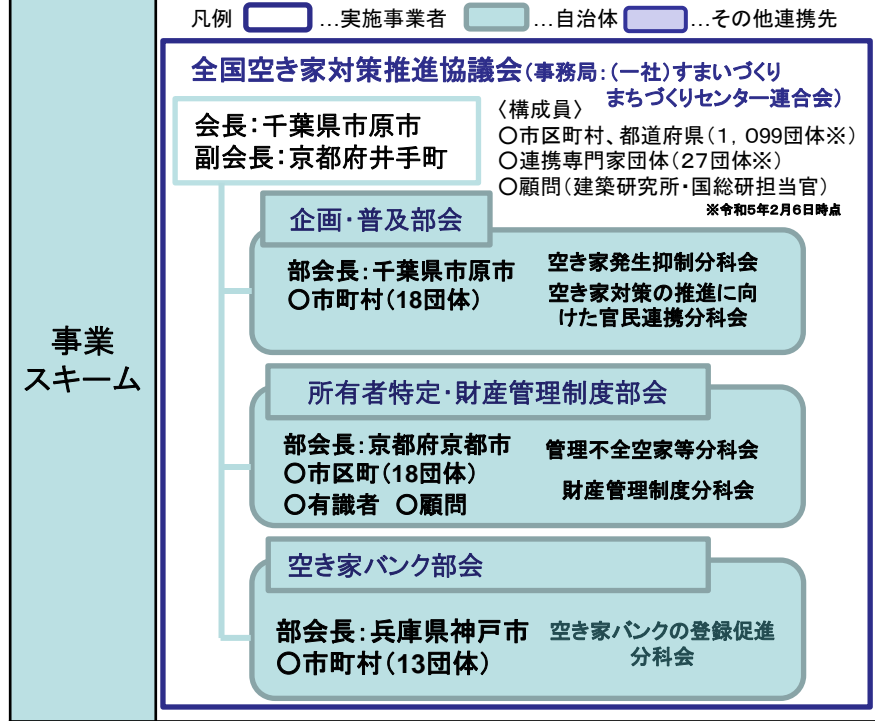 凡例 …実施事業者 …自治体 …その他連携先
事業
スキーム
全国空き家対策推進協議会(事務局:(一社)すまいづくり
まちづくりセンター連合会)
会長:千葉県市原市
副会長:京都府井手町
〈構成員〉
○市区町村、都道府県(1,099団体※)
○連携専門家団体(27団体※)
○顧問(建築研究所・国総研担当官)
※令和5年2月6日時点
企画・普及部会
部会長:千葉県市原市
○市町村(18団体)
空き家発生抑制分科会
空き家対策の推進に向
けた官民連携分科会
所有者特定・財産管理制度部会
部会長:京都府京都市
○市区町(18団体)
○有識者 ○顧問
管理不全空家等分科会
財産管理制度分科会
空き家バンク部会
部会長:兵庫県神戸市
○市町村(13団体)
空き家バンクの登録促進
分科会